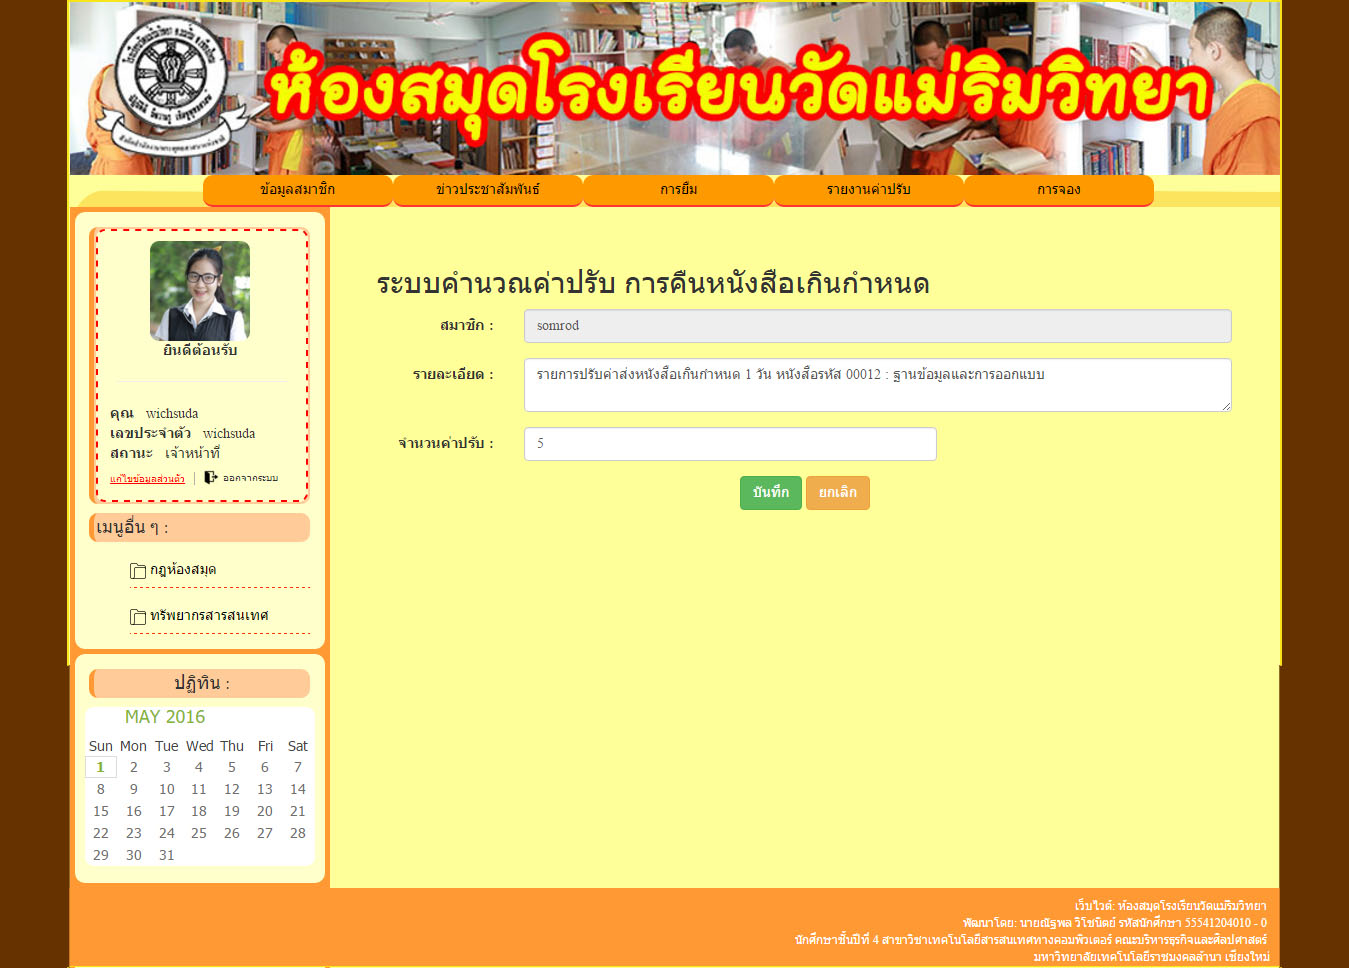 ห้องสมุดโรงเรียนวัดแม่ริมวิทยา
ข้อมูลสมาชิก
ข่าวประชาสัมพันธ์
การยืม
รายงานค่าปรับ
การจอง
ยินดีต้อนรับ
คุณ wichsuda
เลขประจำตัว wichsuda
สถานะ เจ้าหน้าที่
แก้ไขข้อมูลส่วนตัว | ออกจากระบบ
เมนูอื่น ๆ :
กฎห้องสมุด
ทรัพยากรสารสนเทศ
ปฏิทิน :
MAY 2016
Sun Mon Tue Wed Thu Fri Sat
1 2 3 4 5 6 7
8 9 10 11 12 13 14
15 16 17 18 19 20 21
22 23 24 25 26 27 28
29 30 31
ระบบคำนวณค่าปรับ การคืนหนังสือเกินกำหนด
สมาชิก : somrod
รายละเอียด : รายการปรับค่าส่งหนังสือเกินกำหนด 1 วัน หนังสือรหัส 00012 : ฐานข้อมูลและการออกแบบ
จำนวนค่าปรับ : 5
บันทึก ยกเลิก
เว็บไวต์: ห้องสมุดโรงเรียนวัดแม่ริมวิทยา
พัฒนาโดย: นายณัฐพล วิโชนิตย์ รหัสนักศึกษา 55541204010 - 0
นักศึกษาชั้นปีที่ 4 สาขาวิชาเทคโนโลยีสารสนเทศทางคอมพิวเตอร์ คณะบริหารธุรกิจและศิลปศาสตร์
มหาวิทยาลัยเทคโนโลยีราชมงคลล้านนา เชียงใหม่